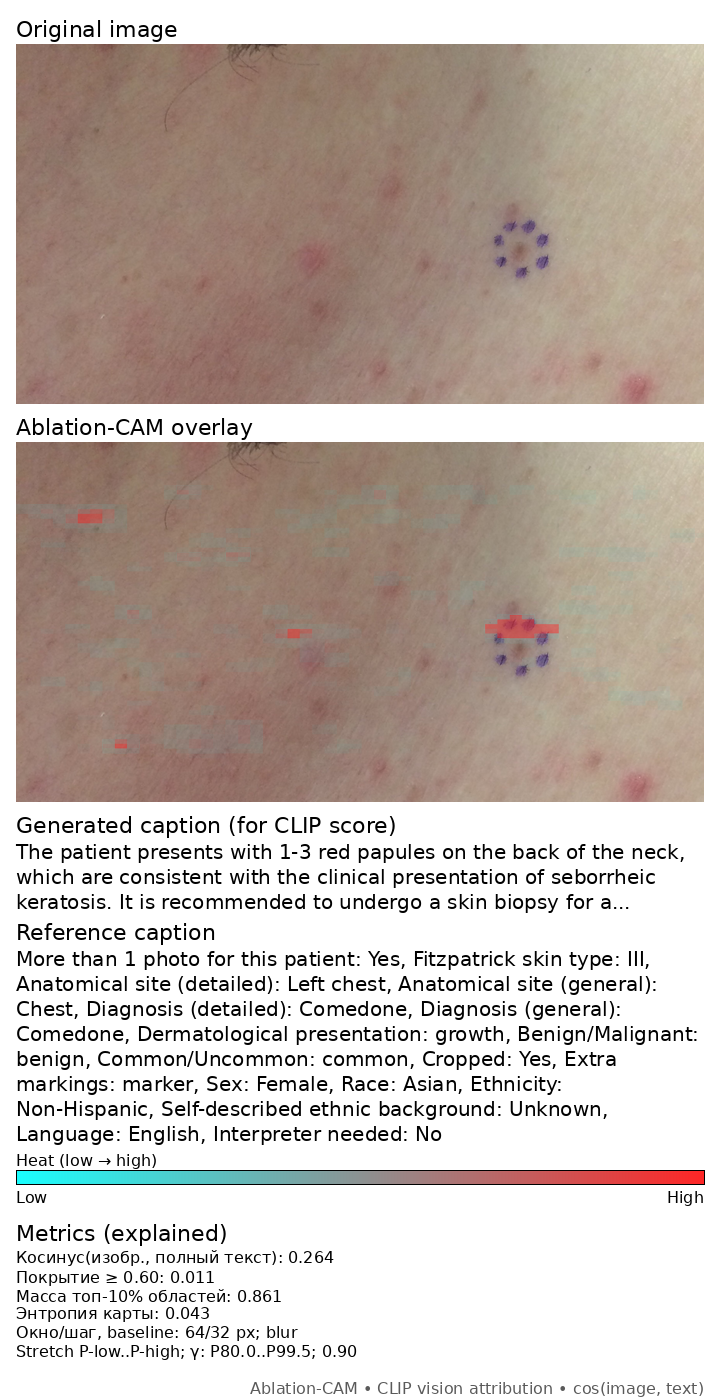 Original image
Ablation-CAM overlay
Generated caption (for CLIP score)
The patient presents with 1-3 red papules on the back of the neck,
which are consistent with the clinical presentation of seborrheic
keratosis. It is recommended to undergo a skin biopsy for a...
Reference caption
More than 1 photo for this patient: Yes, Fitzpatrick skin type: III,
Anatomical site (detailed): Left chest, Anatomical site (general):
Chest, Diagnosis (detailed): Comedone, Diagnosis (general):
Comedone, Dermatological presentation: growth, Benign/Malignant:
benign, Common/Uncommon: common, Cropped: Yes, Extra
markings: marker, Sex: Female, Race: Asian, Ethnicity:
Non-Hispanic, Self-described ethnic background: Unknown,
Language: English, Interpreter needed: No
Heat (low → high)
Low High
Metrics (explained)
Косинус(изобр., полный текст): 0.264
Покрытие ≥ 0.60: 0.011
Масса топ-10% областей: 0.861
Энтропия карты: 0.043
Окно/шаг, baseline: 64/32 px; blur
Stretch P-low..P-high; γ: P80.0..P99.5; 0.90
Ablation-CAM • CLIP vision attribution • cos(image, text)